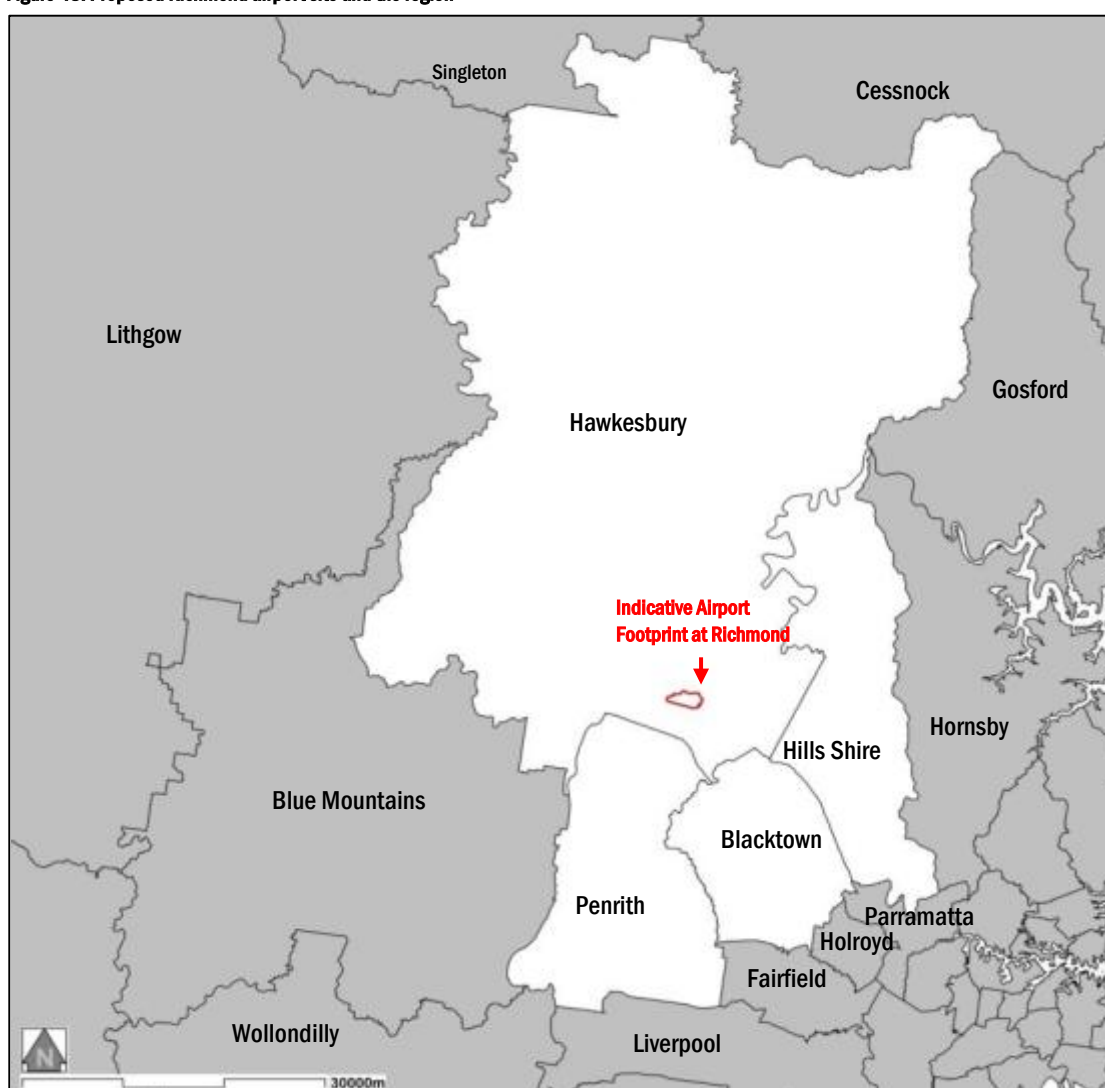 Singleton
Cessnock
Lithgow
Gosford
Hawkesbury
Indicative Airport
Footprint at Richmond
Hornsby
Hills Shire
Blue Mountains
Blacktown
Penrith
Parramatta
Holroyd
Fairfield
Wollondilly
Liverpool
N
30000m